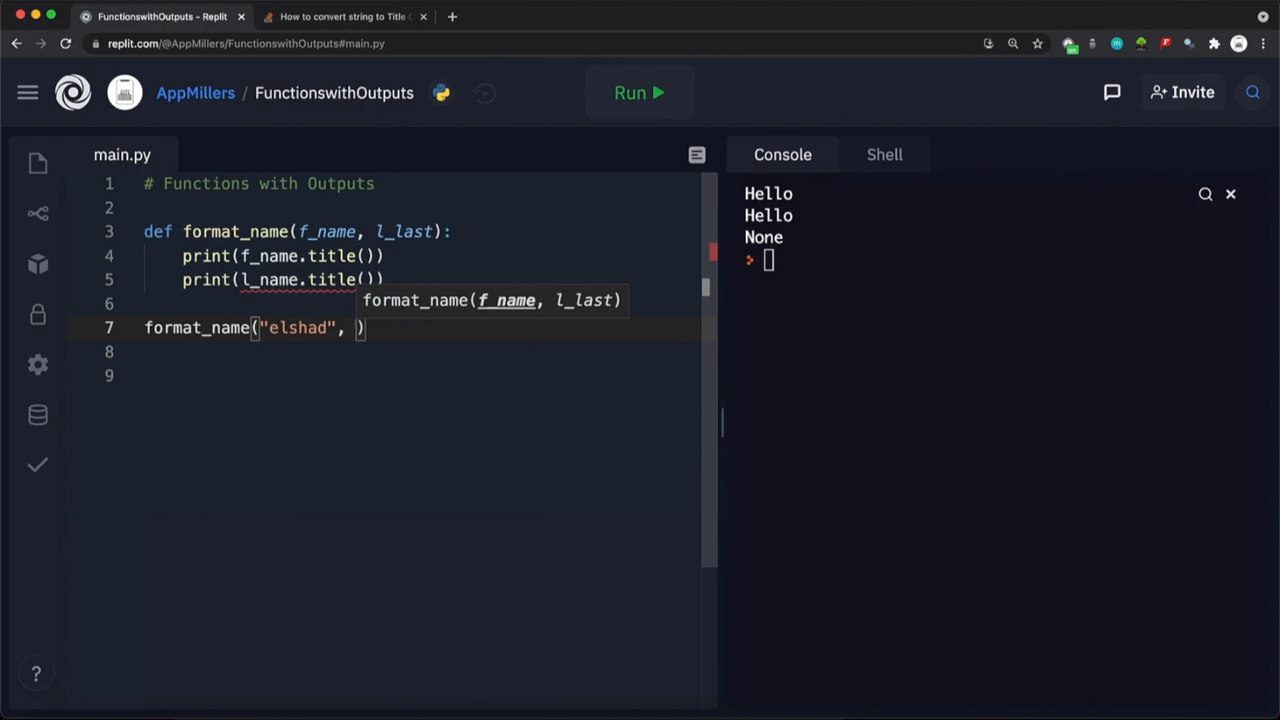 FunctionswithOutputs - Replit
How to convert string to Title
replit.com/@AppMillers/FunctionswithOutputs#main.py
AppMillers / FunctionswithOutputs
Run
Invite
main.py
Console
Shell
1 # Functions with Outputs
2
3 def format_name(f_name, l_last):
4 print(f_name.title())
5 print(l_name.title())
format_name(f_name, l_last)
6
7 format_name("elshad", )
8
9
Hello
Hello
None
?